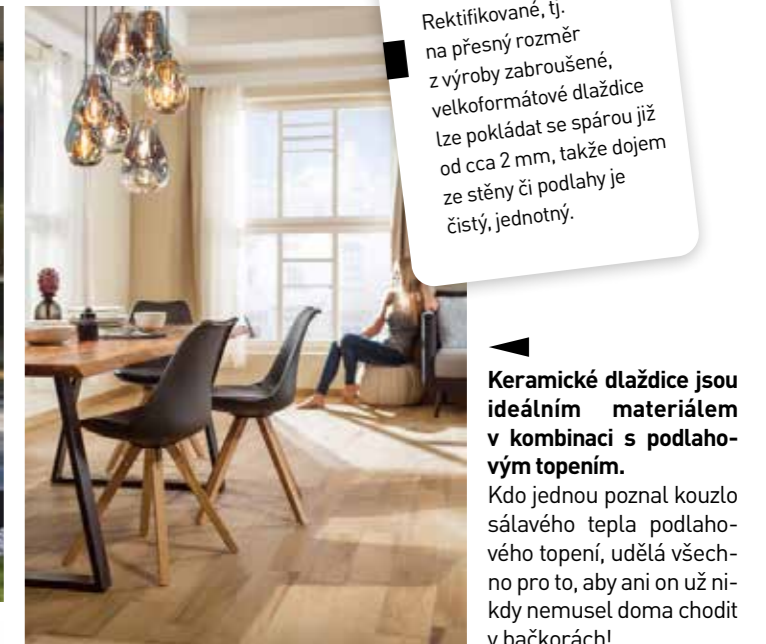 Rektifikované, tj.
na přesný rozměr
z výroby zabroušené,
velkoformátové dlaždice
lze pokládat se spárou již
od cca 2 mm, takže dojem
ze stěny či podlahy je
čistý, jednotný.
Keramické dlaždice jsou
ideálním materiálem
v kombinaci s podlaho-
vým topením.
Kdo jednou poznal kouzlo
sálavého tepla podlaho-
vého topení, udělá všech-
no pro to, aby ani on už ni-
kdy nemusel doma chodit
v bačkorách!